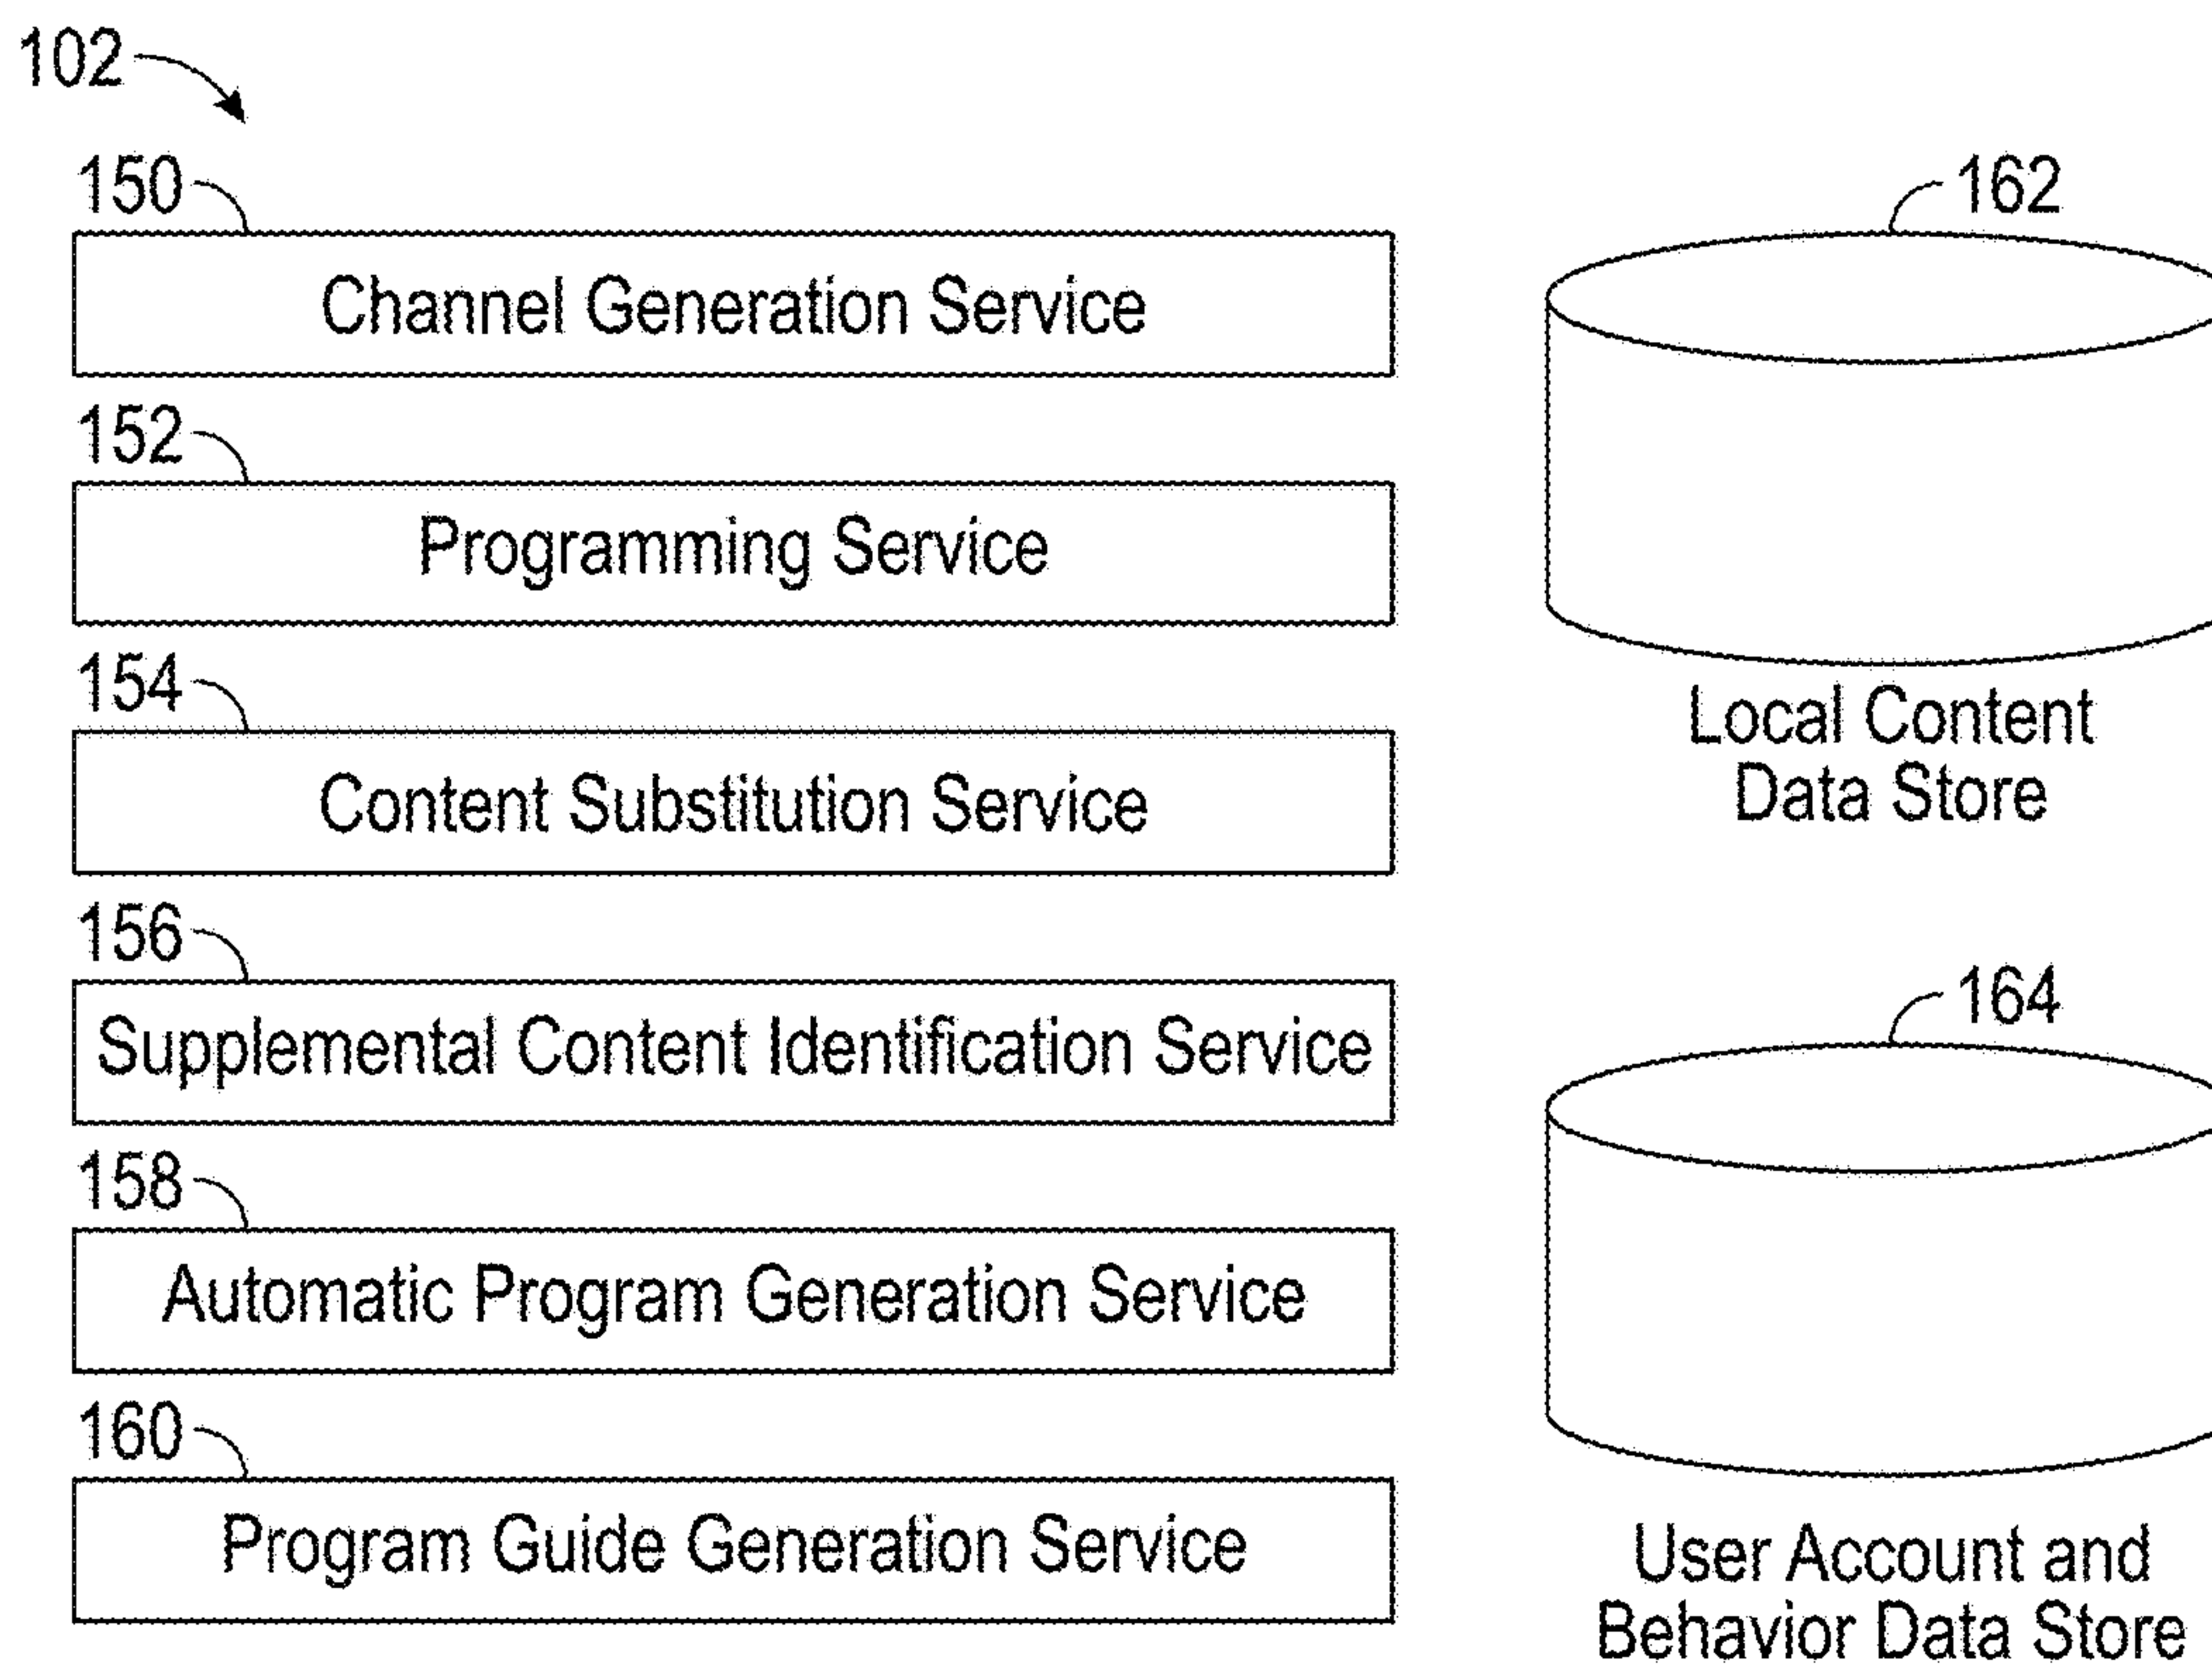 102
150
Channel Generation Service
152
Programming Service
154
Content Substitution Service
156
Supplemental Content Identification Service
158
Automatic Program Generation Service
160
Program Guide Generation Service
162
Local Content
Data Store
164
User Account and
Behavior Data Store